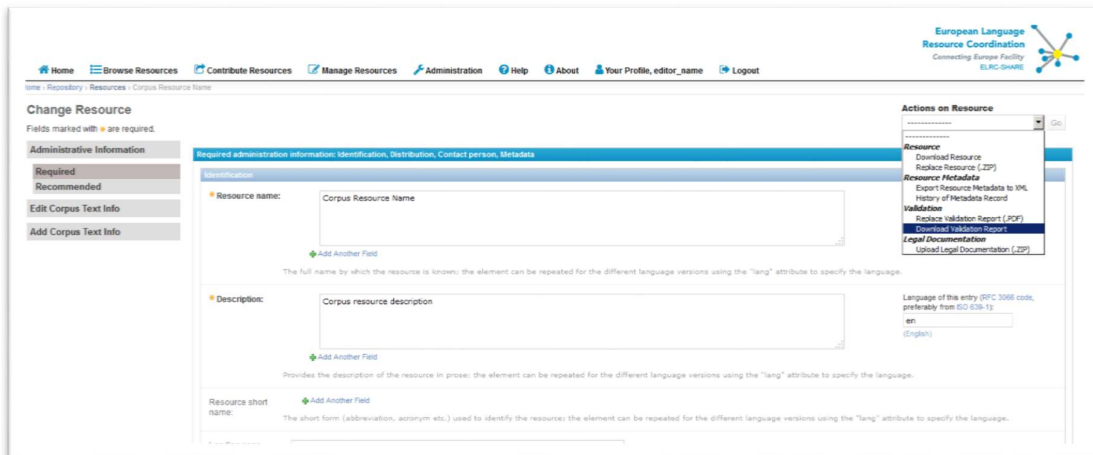 European Language
Resource Coordination
Connecting Europe Facility
ELRC-SHARE
Home Browse Resources Contribute Resources Manage Resources Administration Help About Your Profile, editor_name Logout
ome › Repository › Resources › Corpus Resource Name
Change Resource
Fields marked with * are required.
Actions on Resource
------------- Go
-------------
Resource
Download Resource
Replace Resource (.ZIP)
Resource Metadata
Export Resource Metadata to XML
History of Metadata Record
Validation
Replace Validation Report (.PDF)
Download Validation Report
Legal Documentation
Upload Legal Documentation (.ZIP)
Administrative Information
Required
Recommended
Edit Corpus Text Info
Add Corpus Text Info
Required administration information: Identification, Distribution, Contact person, Metadata
Identification
* Resource name:
Corpus Resource Name
Add Another Field
The full name by which the resource is known; the element can be repeated for the different language versions using the "lang" attribute to specify the language.
* Description:
Corpus resource description
Language of this entry (RFC 3066 code,
preferably from ISO 639-1):
en
(English)
Add Another Field
Provides the description of the resource in prose; the element can be repeated for the different language versions using the "lang" attribute to specify the language.
Resource short
name:
Add Another Field
The short form (abbreviation, acronym etc.) used to identify the resource; the element can be repeated for the different language versions using the "lang" attribute to specify the language.